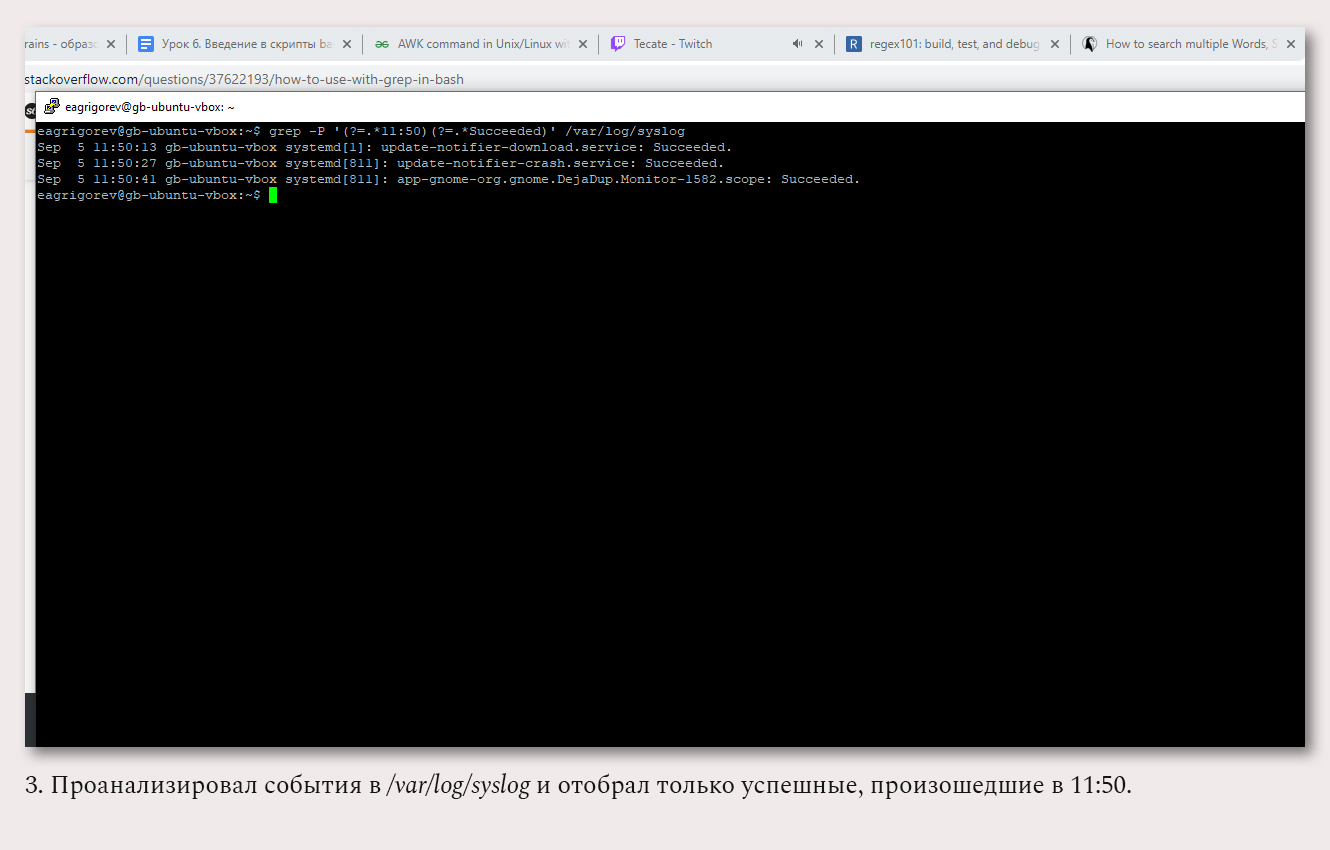 rains - образо
Урок 6. Введение в скрипты ba
AWK command in Unix/Linux wit
Tecate - Twitch
R
regex101: build, test, and debug
How to search multiple Words, S
stackoverflow.com/questions/37622193/how-to-use-with-grep-in-bash
eagrigorev@gb-ubuntu-vbox: ~
eagrigorev@gb-ubuntu-vbox:~$ grep -P '(?=.*11:50)(?=.*Succeeded)' /var/log/syslog
Sep  5 11:50:13 gb-ubuntu-vbox systemd[1]: update-notifier-download.service: Succeeded.
Sep  5 11:50:27 gb-ubuntu-vbox systemd[811]: update-notifier-crash.service: Succeeded.
Sep  5 11:50:41 gb-ubuntu-vbox systemd[811]: app-gnome-org.gnome.DejaDup.Monitor-1582.scope: Succeeded.
eagrigorev@gb-ubuntu-vbox:~$
3. Проанализировал события в /var/log/syslog и отобрал только успешные, произошедшие в 11:50.